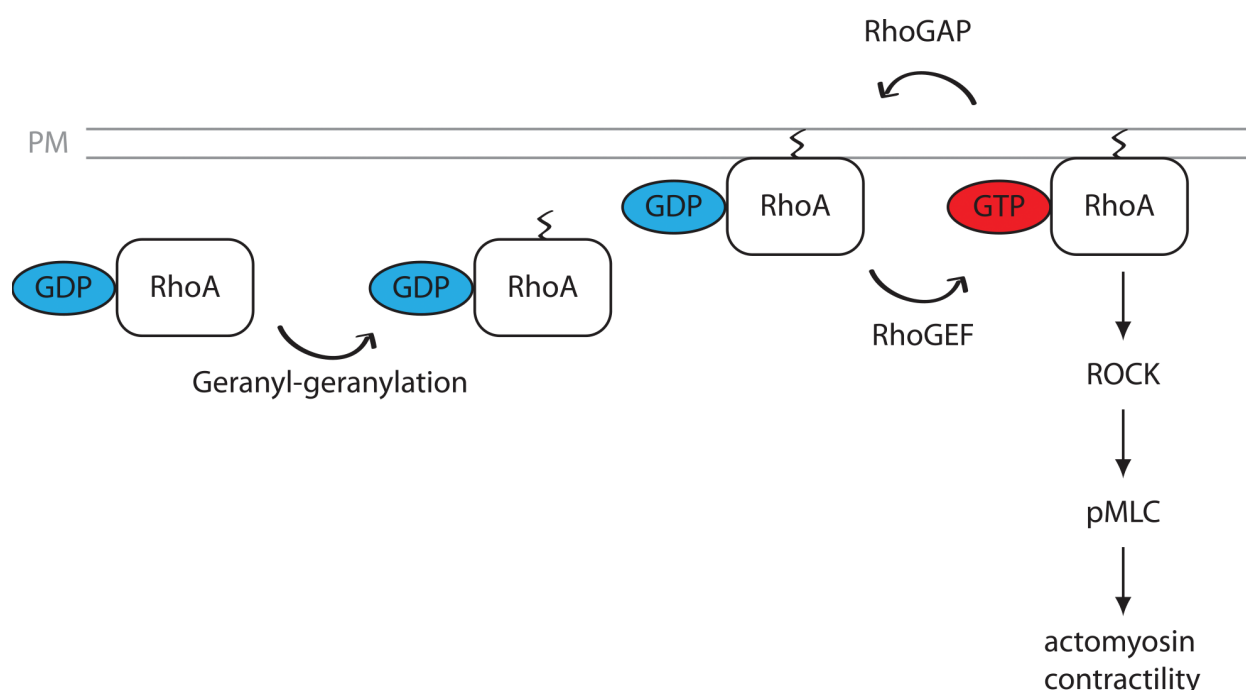 RhoGAP
PM
GDP
RhoA
GTP
RhoA
GDP
RhoA
GDP
RhoA
RhoGEF
Geranyl-geranylation
ROCK
pMLC
actomyosin
contractility